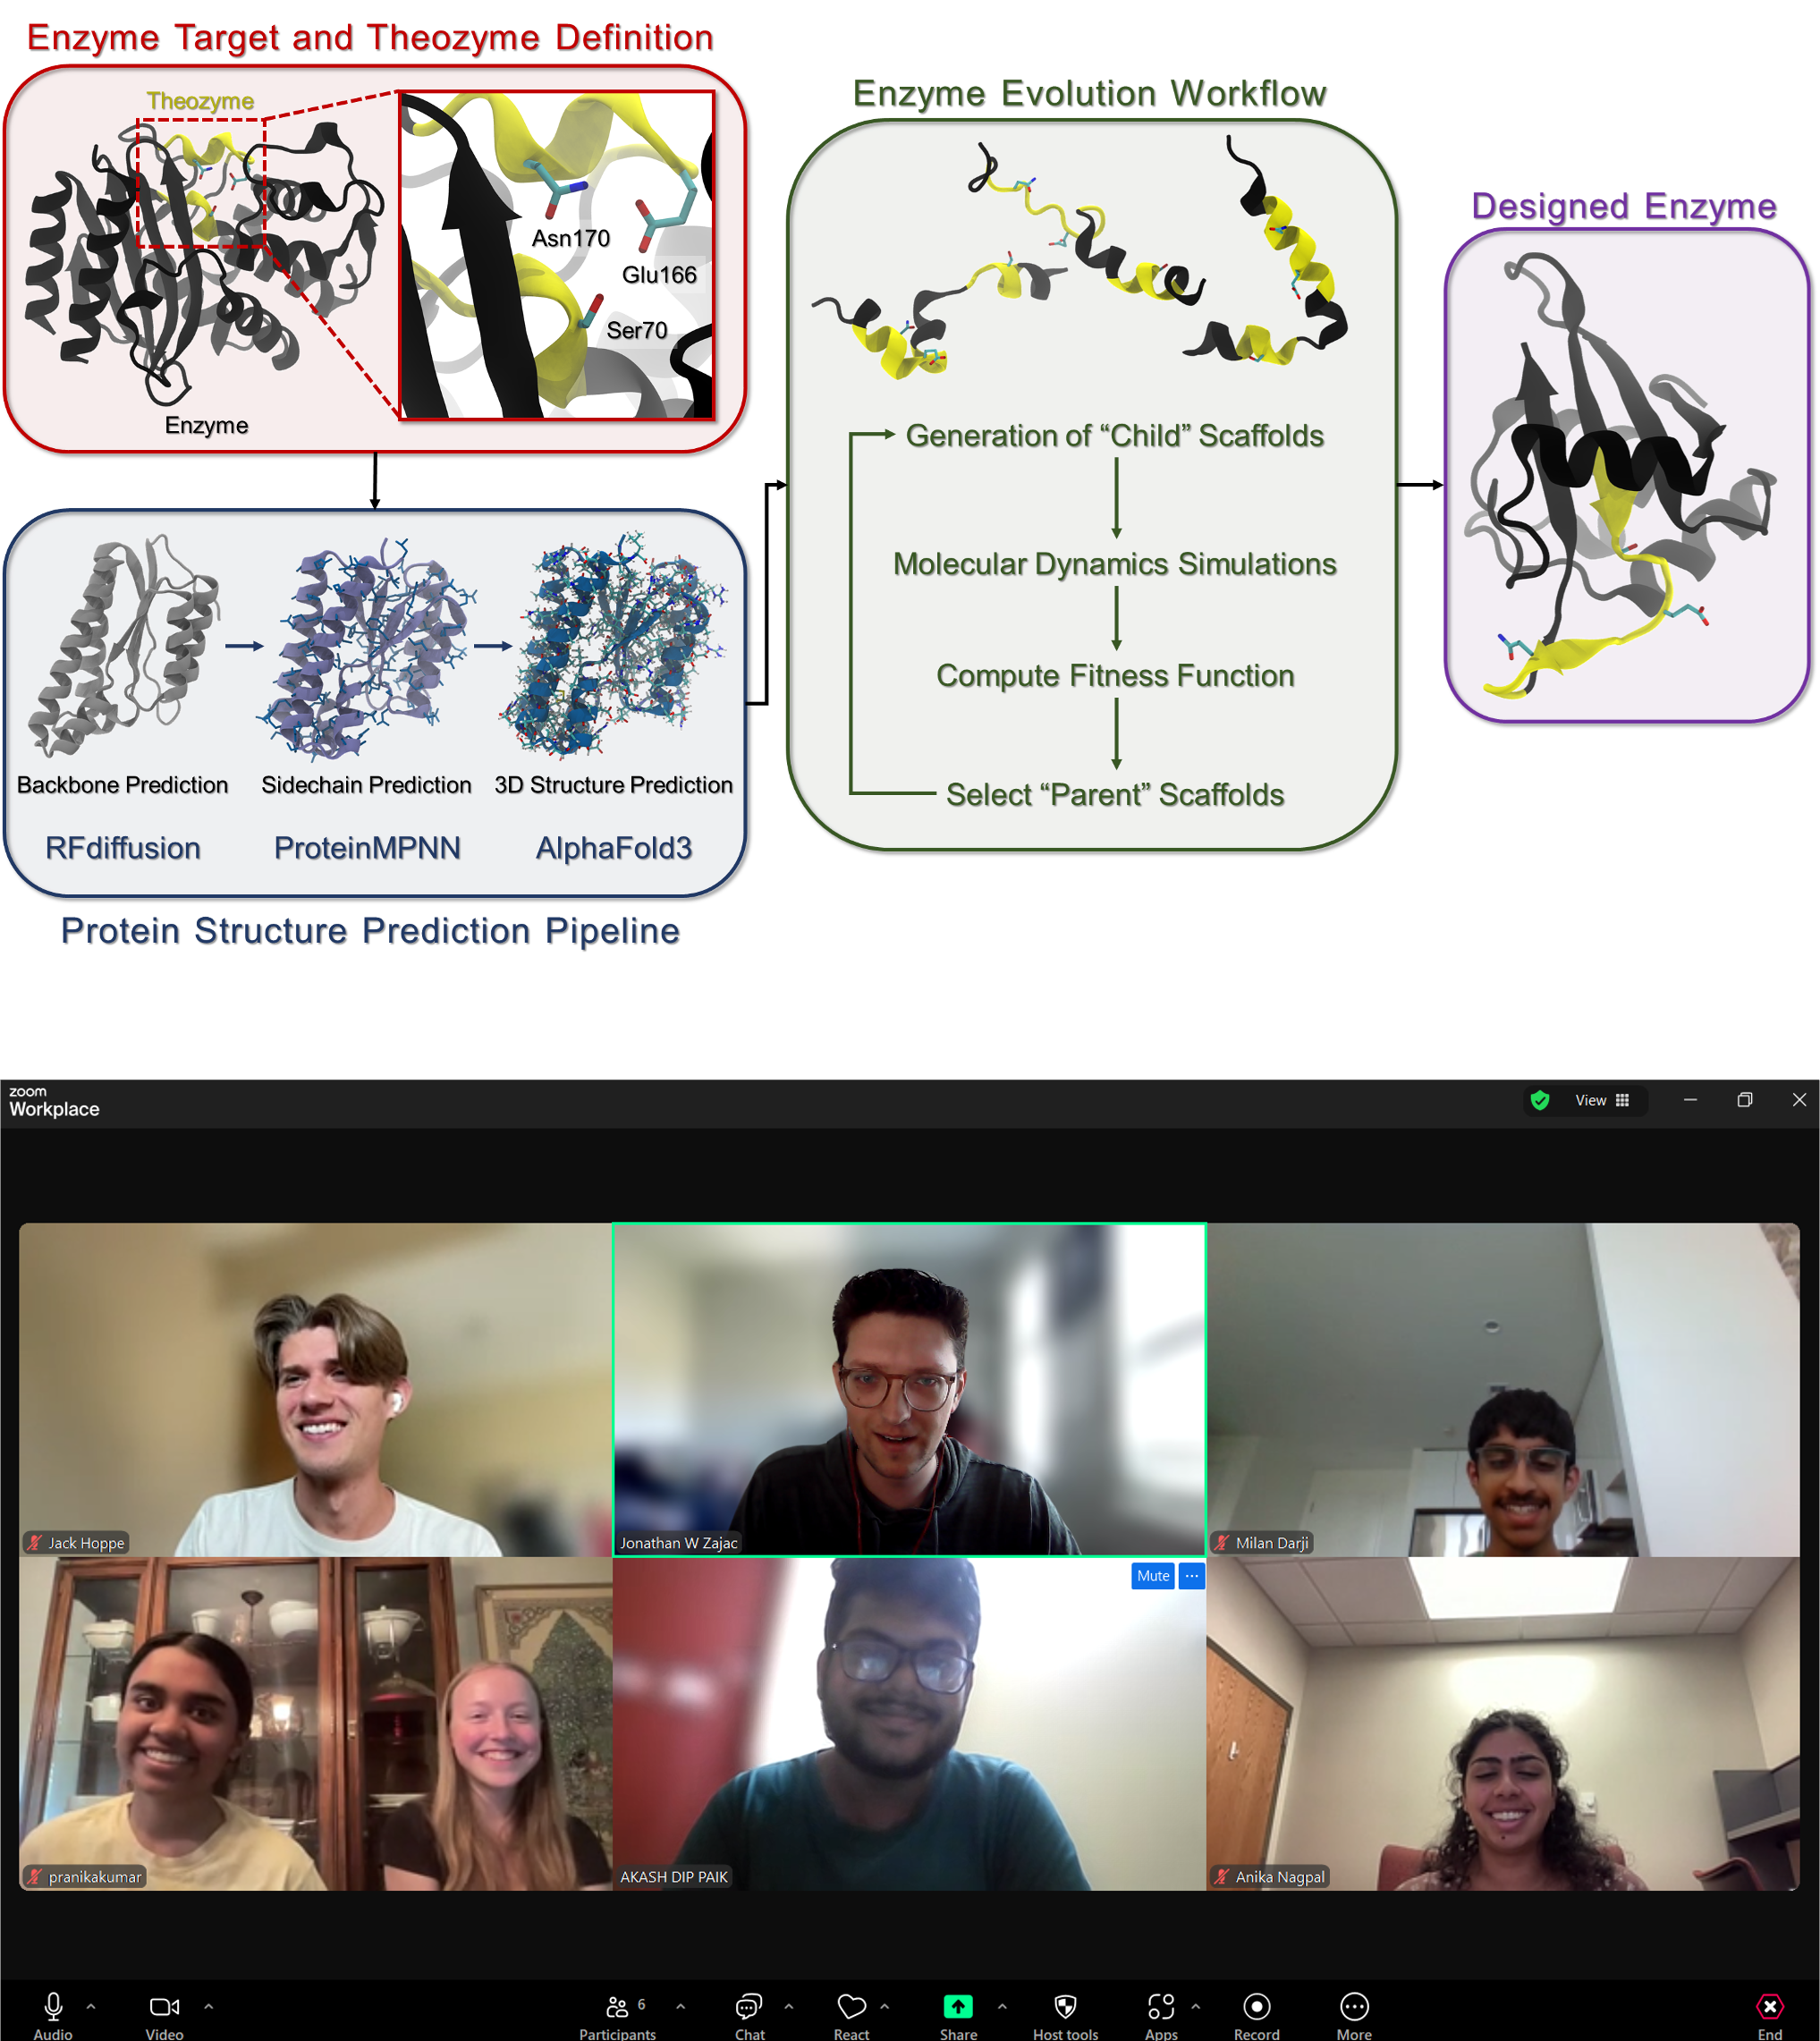 Enzyme Target and Theozyme Definition
Theozyme
Asn170
Glu166
Ser70
Enzyme
Backbone Prediction
Sidechain Prediction
3D Structure Prediction
RFdiffusion
ProteinMPNN
AlphaFold3
Protein Structure Prediction Pipeline
Enzyme Evolution Workflow
Generation of “Child” Scaffolds
Molecular Dynamics Simulations
Compute Fitness Function
Select “Parent” Scaffolds
Designed Enzyme
zoom
Workplace
View
Jack Hoppe
Jonathan W Zajac
Milan Darji
Mute
pranikakumar
AKASH DIP PAIK
Anika Nagpal
6
Audio
Video
Participants
Chat
React
Share
Host tools
Apps
Record
More
End